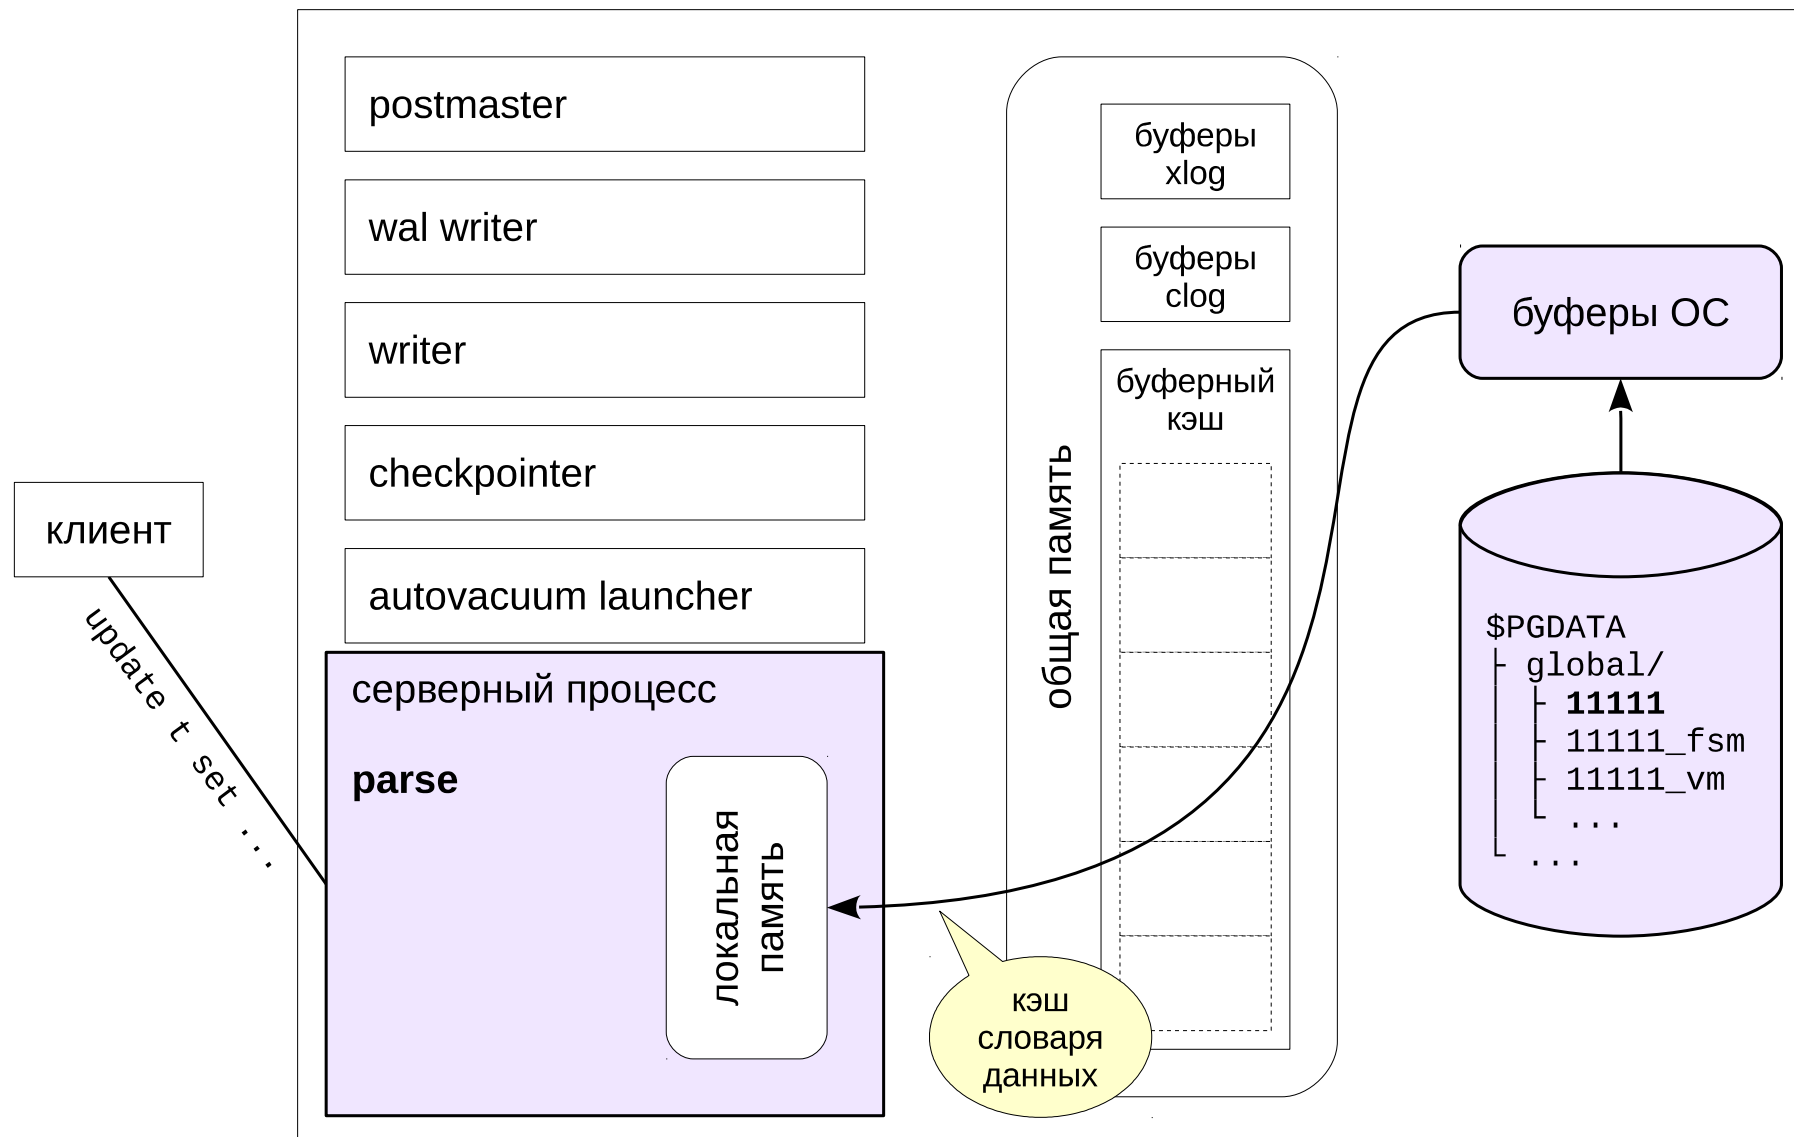 postmaster
wal writer
writer
checkpointer
autovacuum launcher
клиент
update t set ...
серверный процесс
parse
локальная
память
общая память
буферы
xlog
буферы
clog
буферный
кэш
кэш
словаря
данных
буферы ОС
$PGDATA
├ global/
│ ├ 11111
│ ├ 11111_fsm
│ ├ 11111_vm
│ └ ...
└ ...